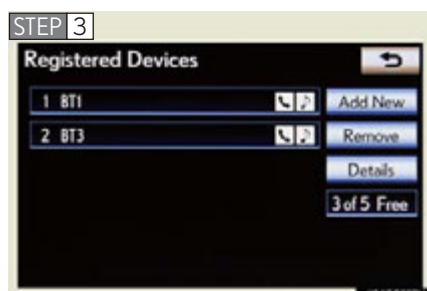 STEP 3
Registered Devices
1 BT1
Add New
2 BT3
Remove
Details
3 of 5 Free